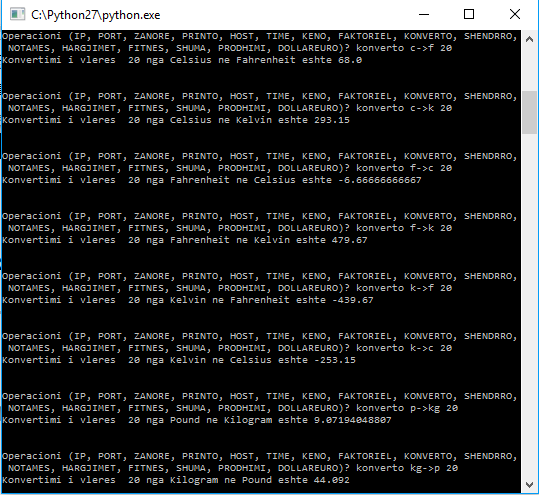 C:\Python27\python.exe
Operacioni (IP, PORT, ZANORE, PRINTO, HOST, TIME, KENO, FAKTORIEL, KONVERTO, SHENDRRO,
NOTAMES, HARGJIMET, FITNES, SHUMA, PRODHIMI, DOLLAREURO)? konverto c->f 20
Konvertimi i vleres  20 nga Celsius ne Fahrenheit eshte 68.0
Operacioni (IP, PORT, ZANORE, PRINTO, HOST, TIME, KENO, FAKTORIEL, KONVERTO, SHENDRRO,
NOTAMES, HARGJIMET, FITNES, SHUMA, PRODHIMI, DOLLAREURO)? konverto c->k 20
Konvertimi i vleres  20 nga Celsius ne Kelvin eshte 293.15
Operacioni (IP, PORT, ZANORE, PRINTO, HOST, TIME, KENO, FAKTORIEL, KONVERTO, SHENDRRO,
NOTAMES, HARGJIMET, FITNES, SHUMA, PRODHIMI, DOLLAREURO)? konverto f->c 20
Konvertimi i vleres  20 nga Fahrenheit ne Celsius eshte -6.66666666667
Operacioni (IP, PORT, ZANORE, PRINTO, HOST, TIME, KENO, FAKTORIEL, KONVERTO, SHENDRRO,
NOTAMES, HARGJIMET, FITNES, SHUMA, PRODHIMI, DOLLAREURO)? konverto f->k 20
Konvertimi i vleres  20 nga Fahrenheit ne Kelvin eshte 479.67
Operacioni (IP, PORT, ZANORE, PRINTO, HOST, TIME, KENO, FAKTORIEL, KONVERTO, SHENDRRO,
NOTAMES, HARGJIMET, FITNES, SHUMA, PRODHIMI, DOLLAREURO)? konverto k->f 20
Konvertimi i vleres  20 nga Kelvin ne Fahrenheit eshte -439.67
Operacioni (IP, PORT, ZANORE, PRINTO, HOST, TIME, KENO, FAKTORIEL, KONVERTO, SHENDRRO,
NOTAMES, HARGJIMET, FITNES, SHUMA, PRODHIMI, DOLLAREURO)? konverto k->c 20
Konvertimi i vleres  20 nga Kelvin ne Celsius eshte -253.15
Operacioni (IP, PORT, ZANORE, PRINTO, HOST, TIME, KENO, FAKTORIEL, KONVERTO, SHENDRRO,
NOTAMES, HARGJIMET, FITNES, SHUMA, PRODHIMI, DOLLAREURO)? konverto p->kg 20
Konvertimi i vleres  20 nga Pound ne Kilogram eshte 9.07194048807
Operacioni (IP, PORT, ZANORE, PRINTO, HOST, TIME, KENO, FAKTORIEL, KONVERTO, SHENDRRO,
NOTAMES, HARGJIMET, FITNES, SHUMA, PRODHIMI, DOLLAREURO)? konverto kg->p 20
Konvertimi i vleres  20 nga Kilogram ne Pound eshte 44.092